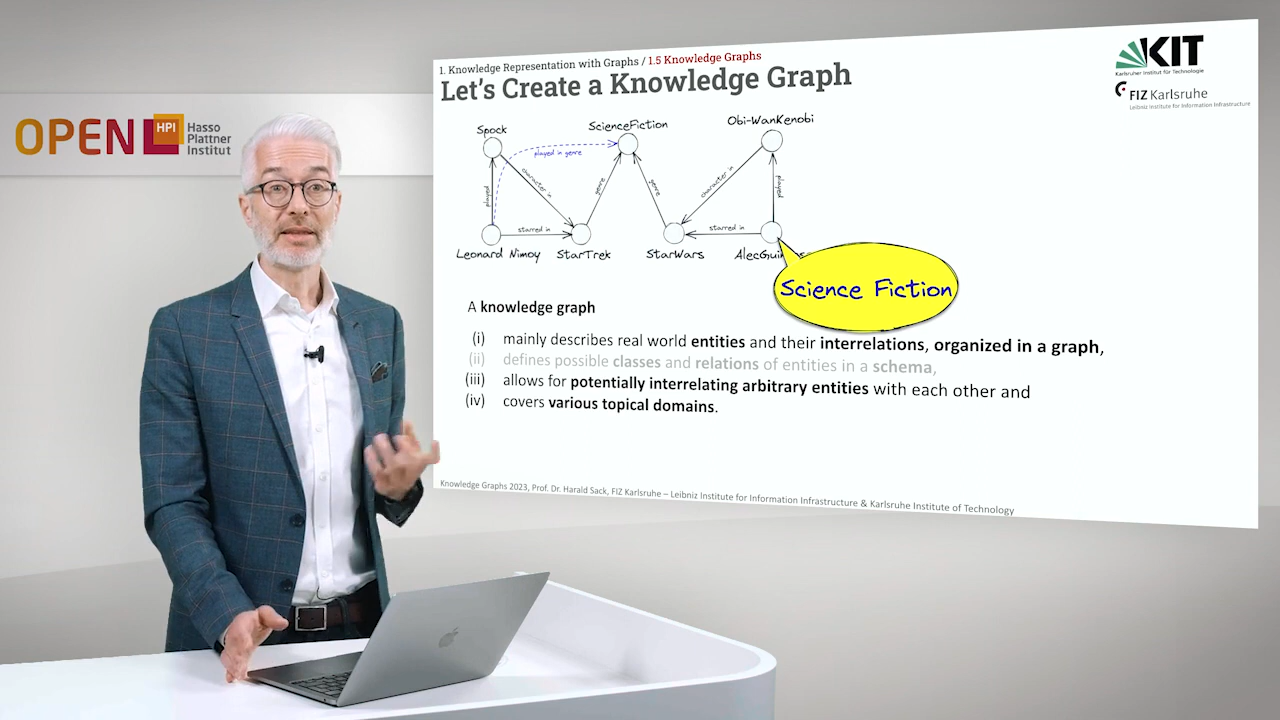 1. Knowledge Representation with Graphs / 1.5 Knowledge Graphs
Let's Create a Knowledge Graph
KIT
Karlsruher Institut für Technologie
FIZ Karlsruhe
Leibniz Institute for Information Infrastructure
OPEN HPI Hasso
Plattner
Institut
Spock
ScienceFiction
Obi-WanKenobi
played in genre
played
character in
genre
genre
character in
played
starred in
starred in
Leonard Nimoy
StarTrek
StarWars
Science Fiction
A knowledge graph
(i) mainly describes real world entities and their interrelations, organized in a graph,
(ii) defines possible classes and relations of entities in a schema,
(iii) allows for potentially interrelating arbitrary entities with each other and
(iv) covers various topical domains.
Knowledge Graphs 2023, Prof. Dr. Harald Sack, FIZ Karlsruhe – Leibniz Institute for Information Infrastructure & Karlsruhe Institute of Technology